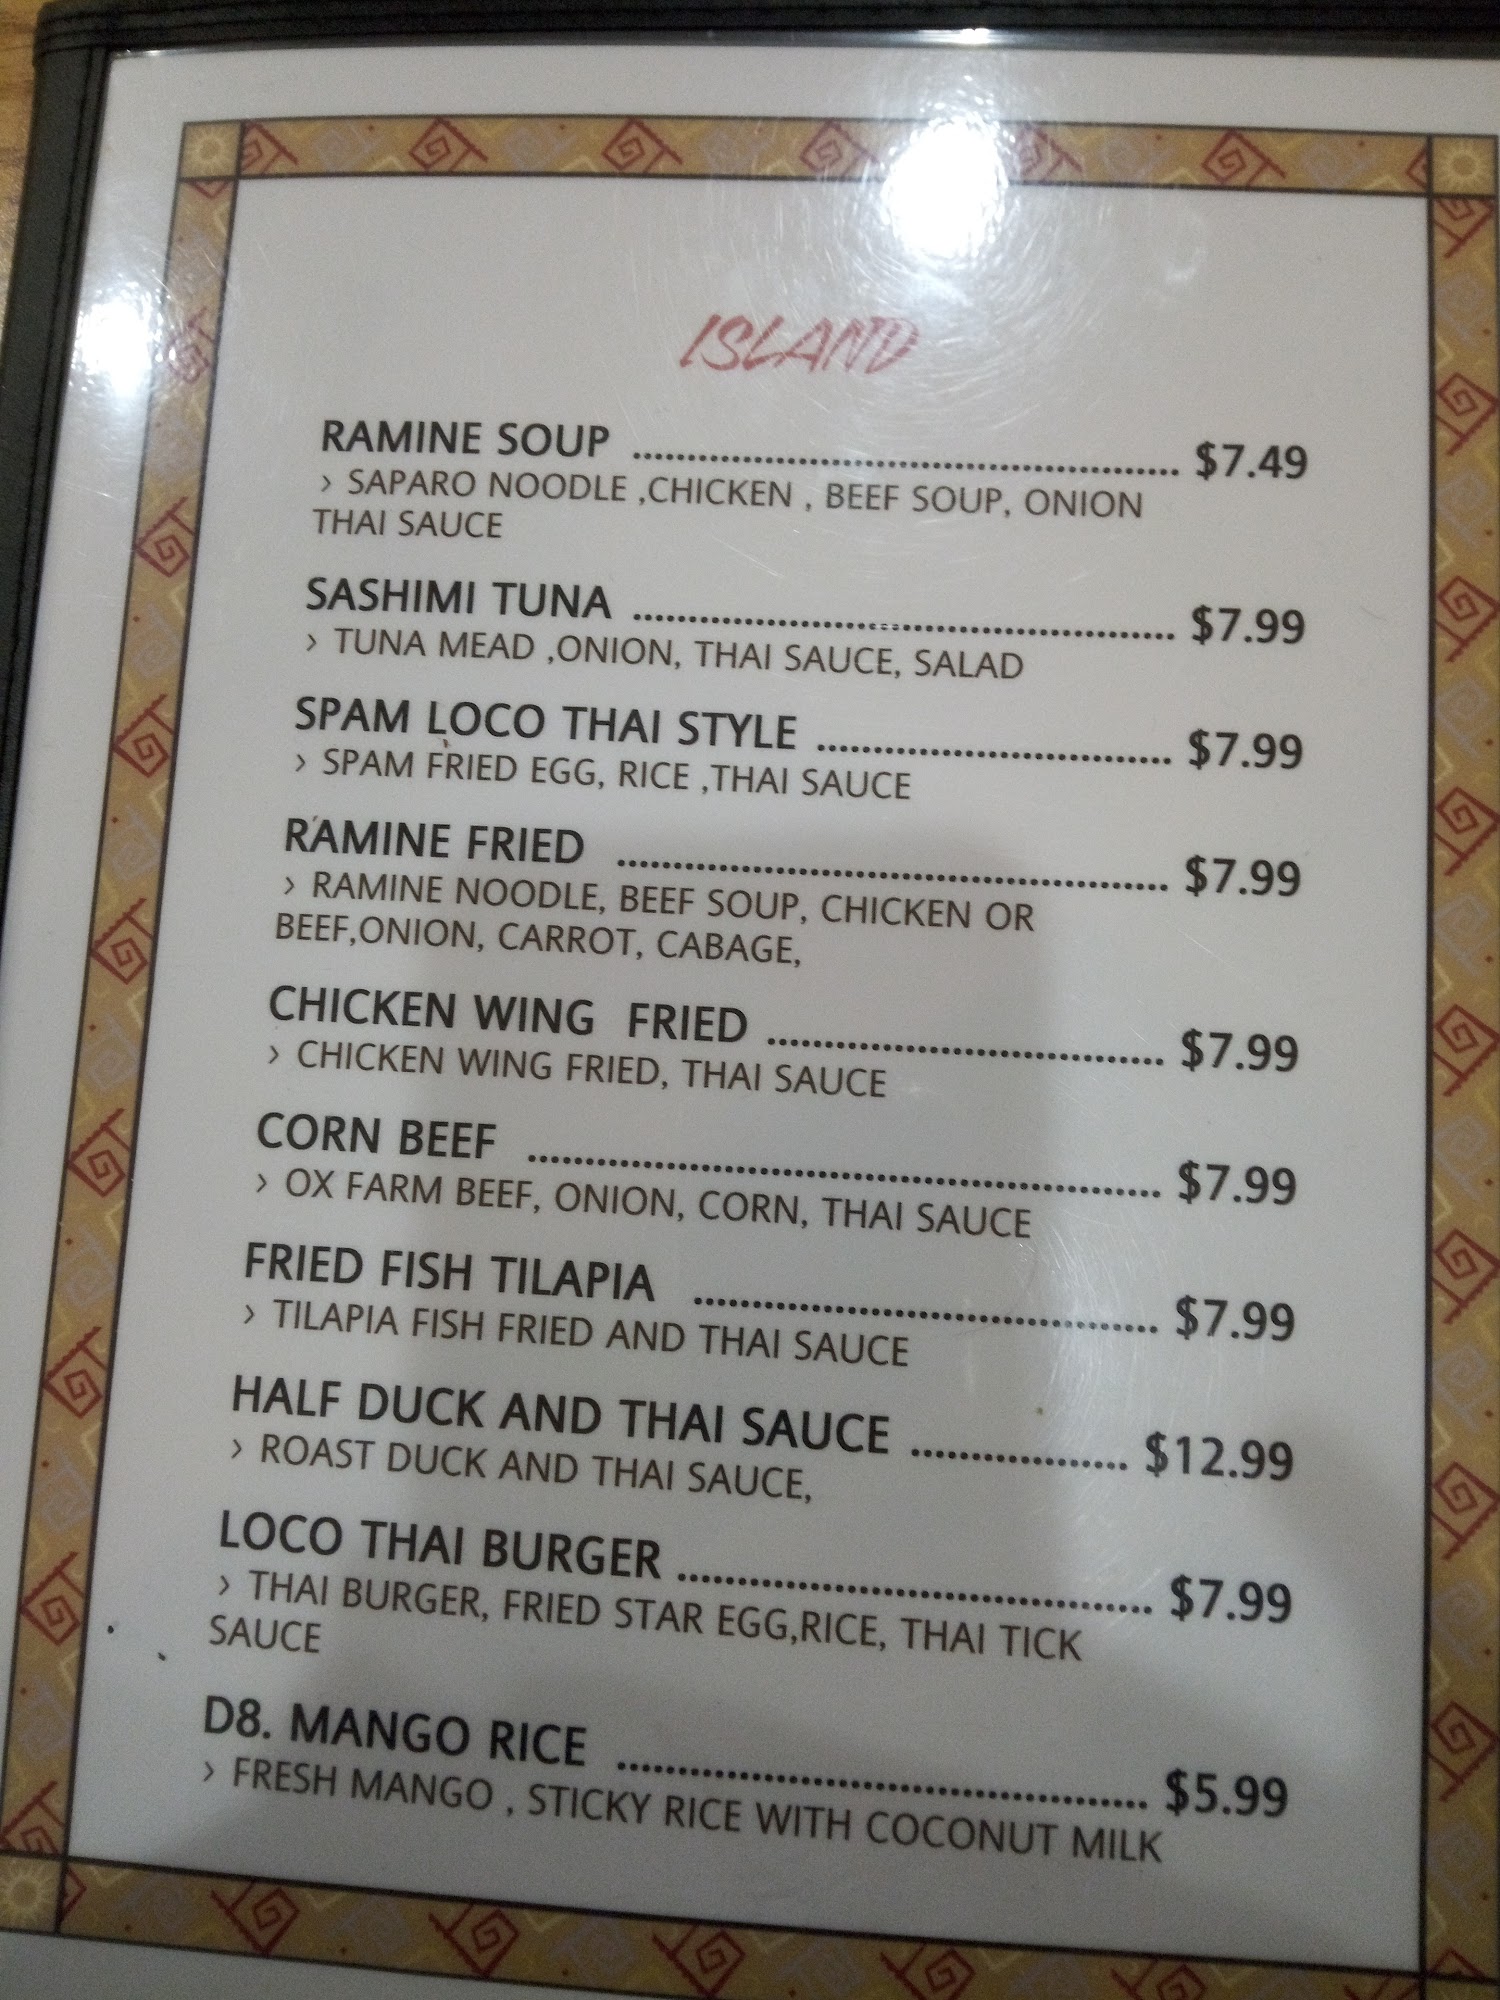 ISLAND
RAMINE SOUP ........................................................ $7.49
› SAPARO NOODLE ,CHICKEN , BEEF SOUP, ONION
THAI SAUCE
SASHIMI TUNA ........................................................ $7.99
› TUNA MEAD ,ONION, THAI SAUCE, SALAD
SPAM LOCO THAI STYLE .................................... $7.99
› SPAM FRIED EGG, RICE ,THAI SAUCE
RAMINE FRIED ........................................................ $7.99
› RAMINE NOODLE, BEEF SOUP, CHICKEN OR
BEEF,ONION, CARROT, CABAGE,
CHICKEN WING FRIED ........................................ $7.99
› CHICKEN WING FRIED, THAI SAUCE
CORN BEEF ................................................................ $7.99
› OX FARM BEEF, ONION, CORN, THAI SAUCE
FRIED FISH TILAPIA .............................................. $7.99
› TILAPIA FISH FRIED AND THAI SAUCE
HALF DUCK AND THAI SAUCE ..................... $12.99
› ROAST DUCK AND THAI SAUCE,
LOCO THAI BURGER .............................................. $7.99
› THAI BURGER, FRIED STAR EGG,RICE, THAI TICK
SAUCE
D8. MANGO RICE .................................................... $5.99
› FRESH MANGO , STICKY RICE WITH COCONUT MILK